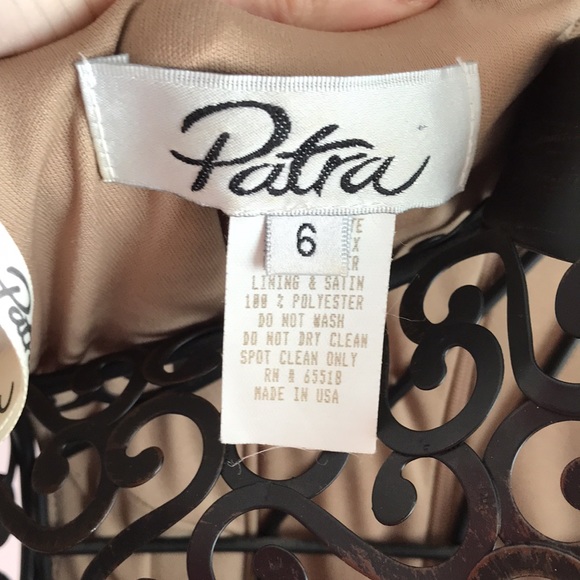 Patra
6
LINING & SATIN
100 % POLYESTER
DO NOT WASH
DO NOT DRY CLEAN
SPOT CLEAN ONLY
RN # 65518
MADE IN USA